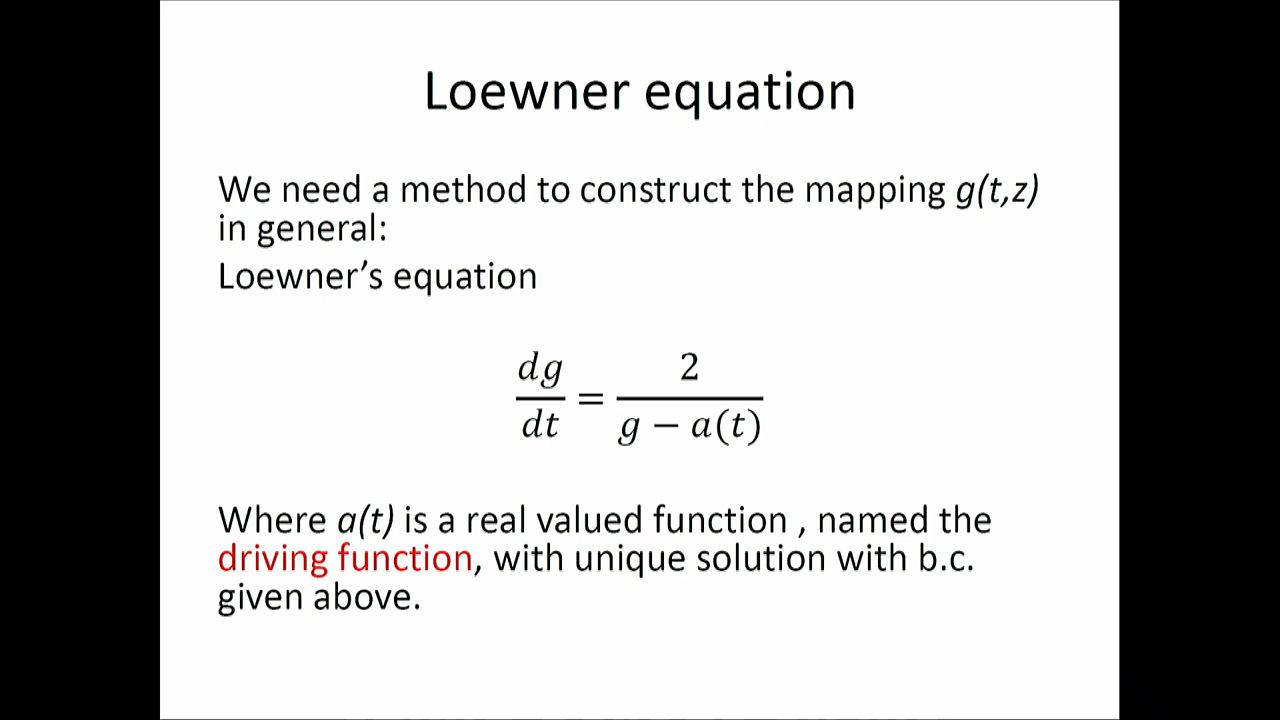 Loewner equation
We need a method to construct the mapping g(t,z)
in general:
Loewner’s equation
dg/dt = 2/(g − a(t))
Where a(t) is a real valued function , named the
driving function, with unique solution with b.c.
given above.